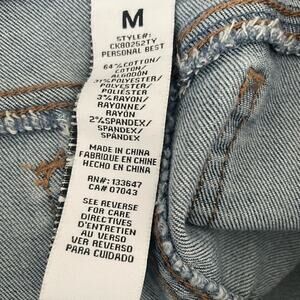 M
STYLE#:
CK80252TY
PERSONAL BEST
64%COTTON/
COTON/
ALGODÓN
31%POLYESTER/
POLYESTER/
POLIÉSTER
3%RAYON/
RAYONNE/
RAYON
2%SPANDEX/
SPANDEX/
SPANDEX
MADE IN CHINA
FABRIQUE EN CHINE
HECHO EN CHINA
RN#: 133647
CA# 07043
SEE REVERSE
FOR CARE
DIRECTIVES
D'ENTRETIEN
AU VERSO
VER REVERSO
PARA CUIDADO